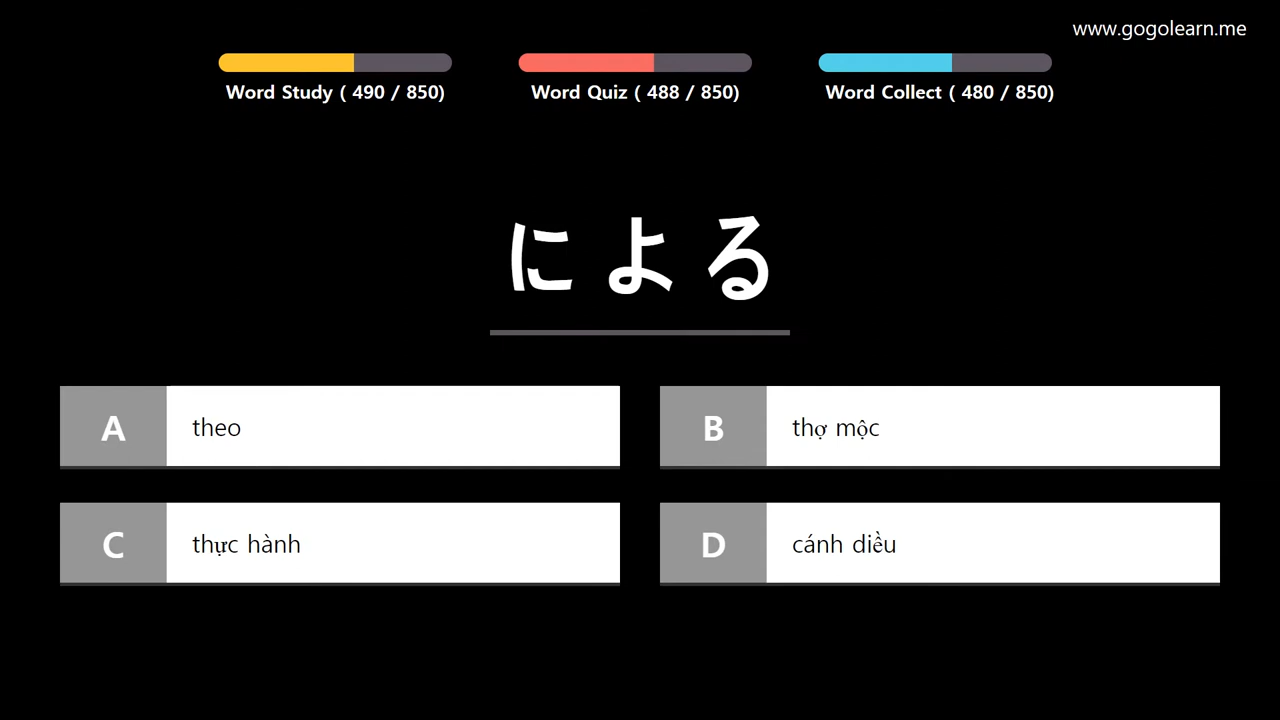 www.gogolearn.me
Word Study ( 490 / 850)
Word Quiz ( 488 / 850)
Word Collect ( 480 / 850)
による
A theo
B thợ mộc
C thực hành
D cánh diều